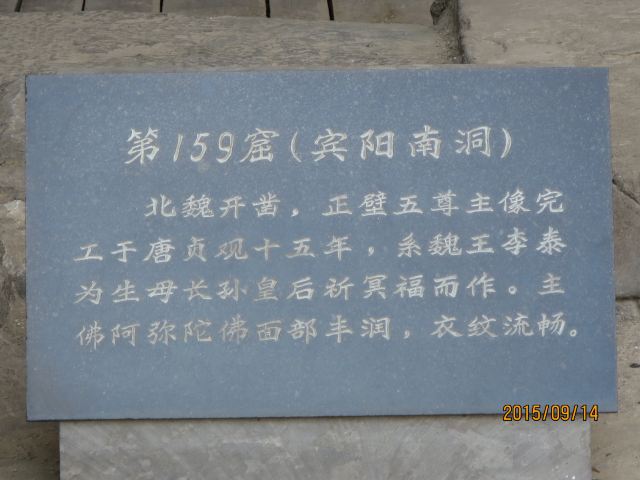 第159窟(宾阳南洞)
北魏开凿，正壁五尊主像完
工于唐贞观十五年，系魏王李泰
为生母长孙皇后祈冥福而作。主
佛阿弥陀佛面部丰润，衣纹流畅。
2015/09/14